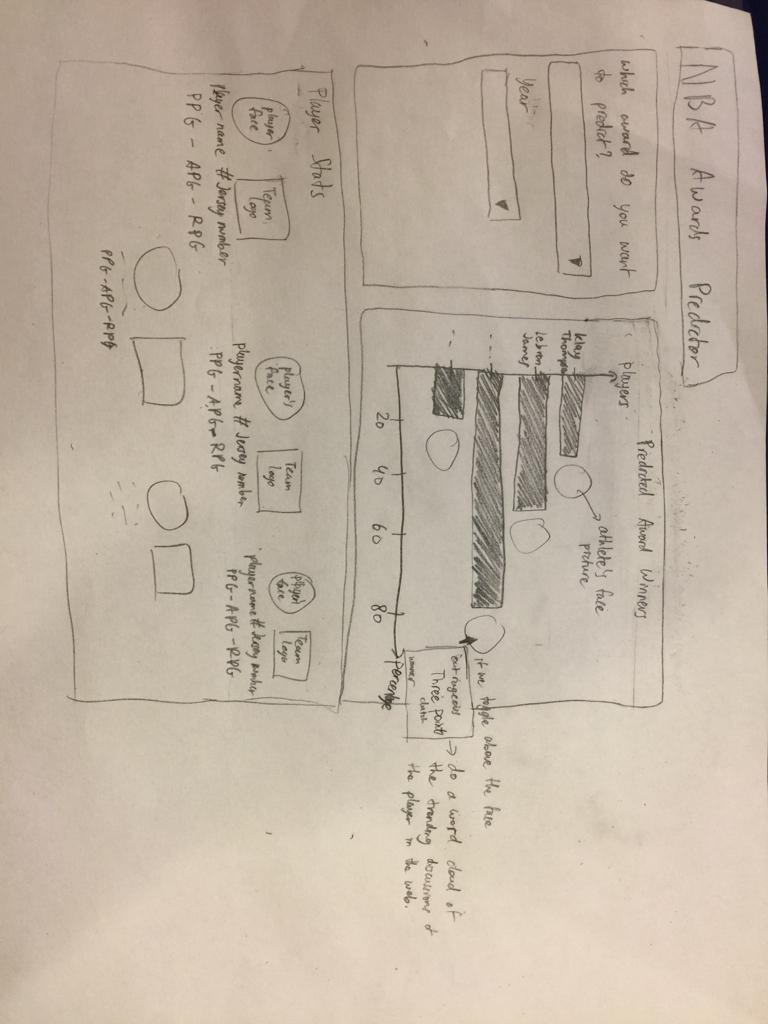 NBA Awards Predictor
which award do you want
to predict?
Year
Predicted Award Winners
Players
Klay
Thompson
Lebron
James
athlete's face
picture
20
40
60
80
Percentage
if we toggle above the face
outrageous
Three points
clutch
→ do a word cloud of
the trending discussions of
the player in the web.
Player Stats
player
face
Team
Logo
Player name #Jersey number
PPG - APG - RPG
PPG-APG-RPG
player's
face
Team
logo
playername # Jersey number
PPG - APG - RPG
player
face
Team
Logo
playername # Jersey number
PPG-APG-RPG